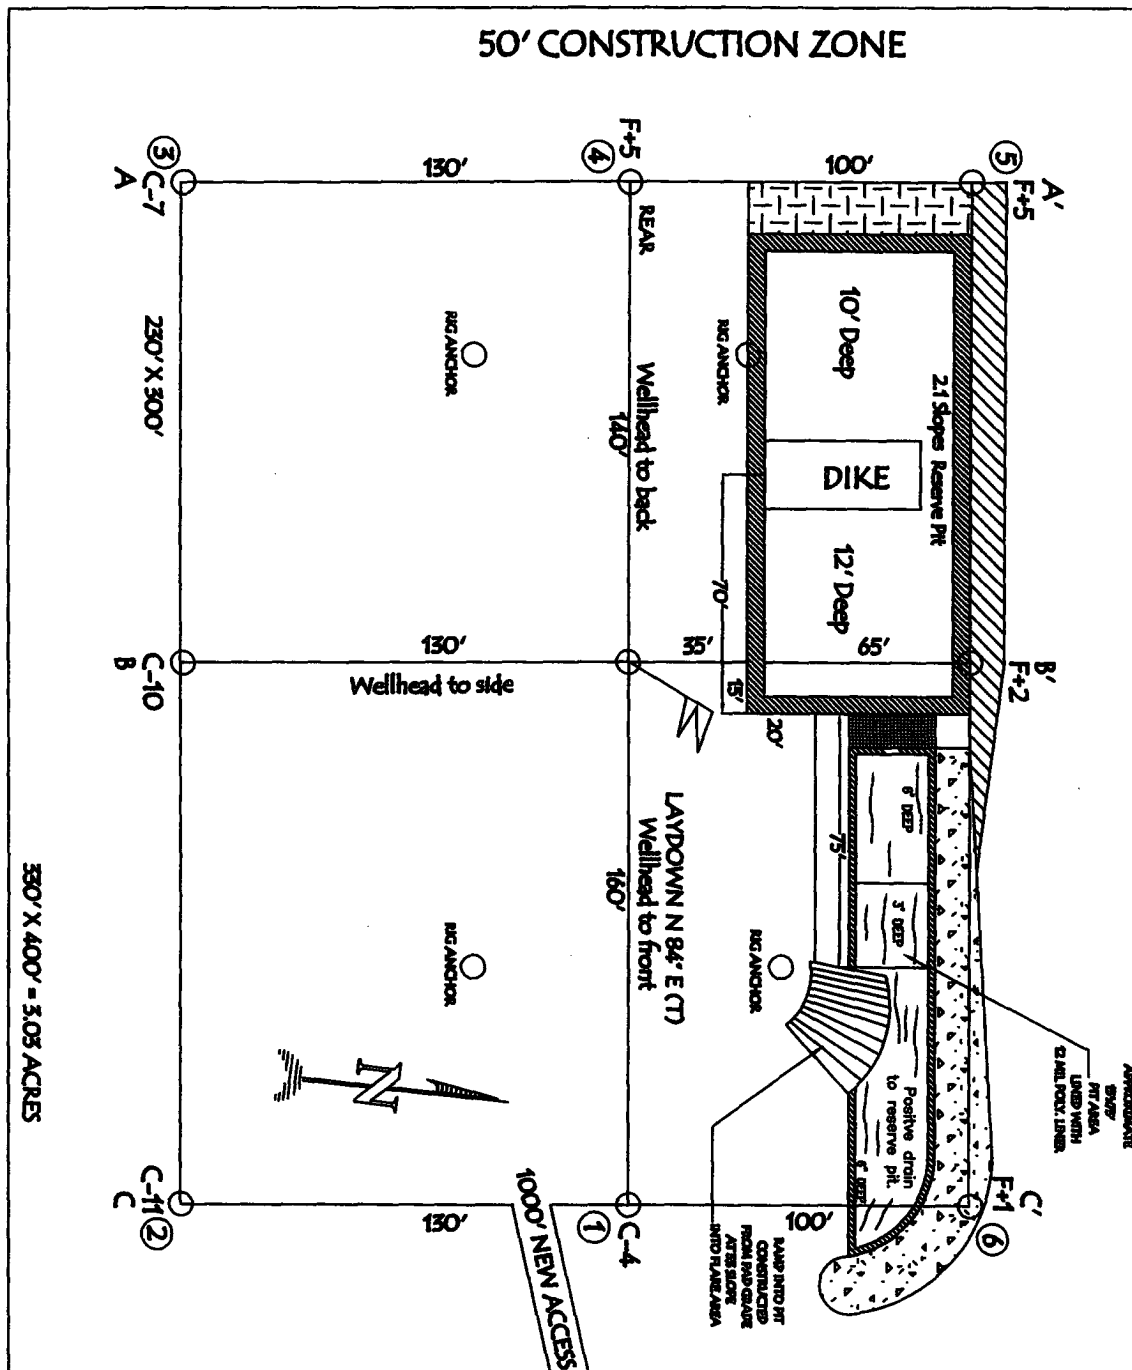 50' CONSTRUCTION ZONE
3
C-7
A
130'
4
F+5
100'
5
F+5
A'
REAR
230' X 300'
RIG ANCHOR
RIG ANCHOR
Wellhead to back
140'
10' Deep
2:1 Slopes Reserve Pit
DIKE
12' Deep
70'
C-10
B
130'
Wellhead to side
35'
65'
B'
F+2
15'
20'
LAYDOWN N 84° E (T)
Wellhead to front
160'
75'
6' DEEP
3' DEEP
RIG ANCHOR
RIG ANCHOR
N
Positve drain
to reserve pit.
6' DEEP
PIT AREA
LINED WITH
12 MIL POLY. LINER
RAMP INTO PIT
CONSTRUCTED
FROM PAD GRADE
INTO FLARE AREA
C-11
C
2
130'
1
C-4
100'
C'
F+1
6
1000' NEW ACCESS
330' X 400' = 3.03 ACRES